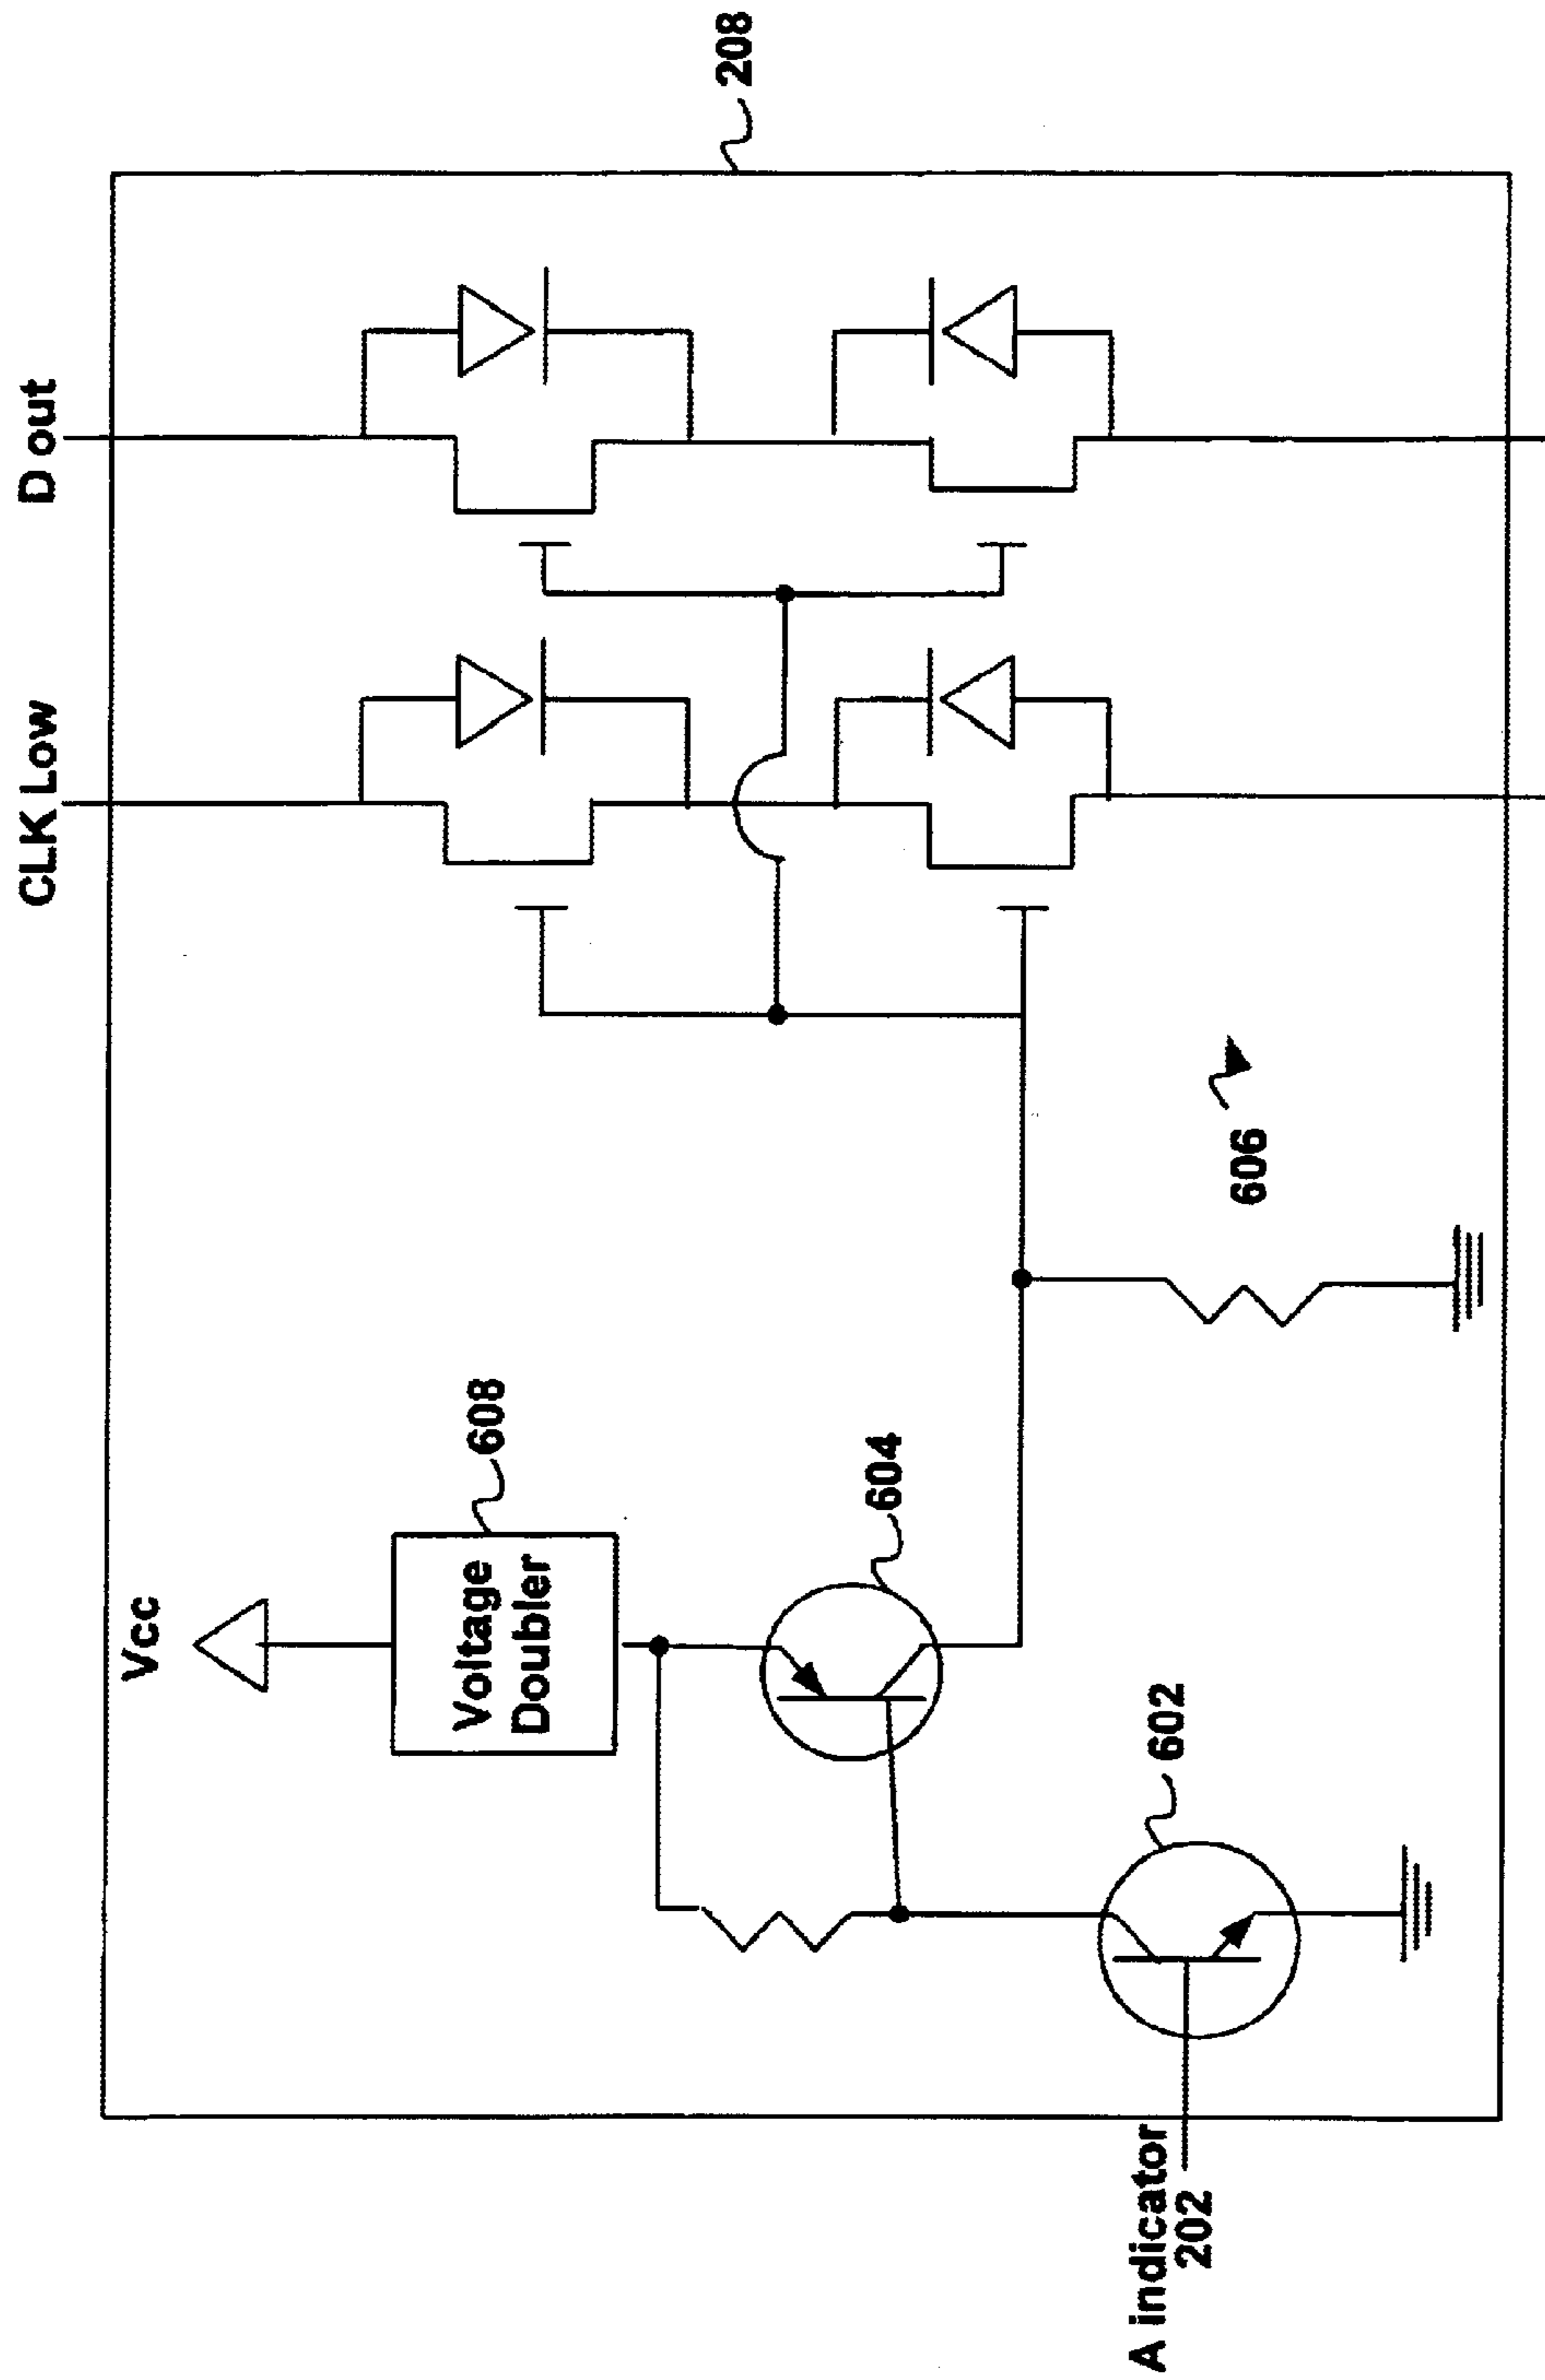 CLK Low
D out
208
Vcc
Voltage
Doubler
608
604
602
606
A indicator
202